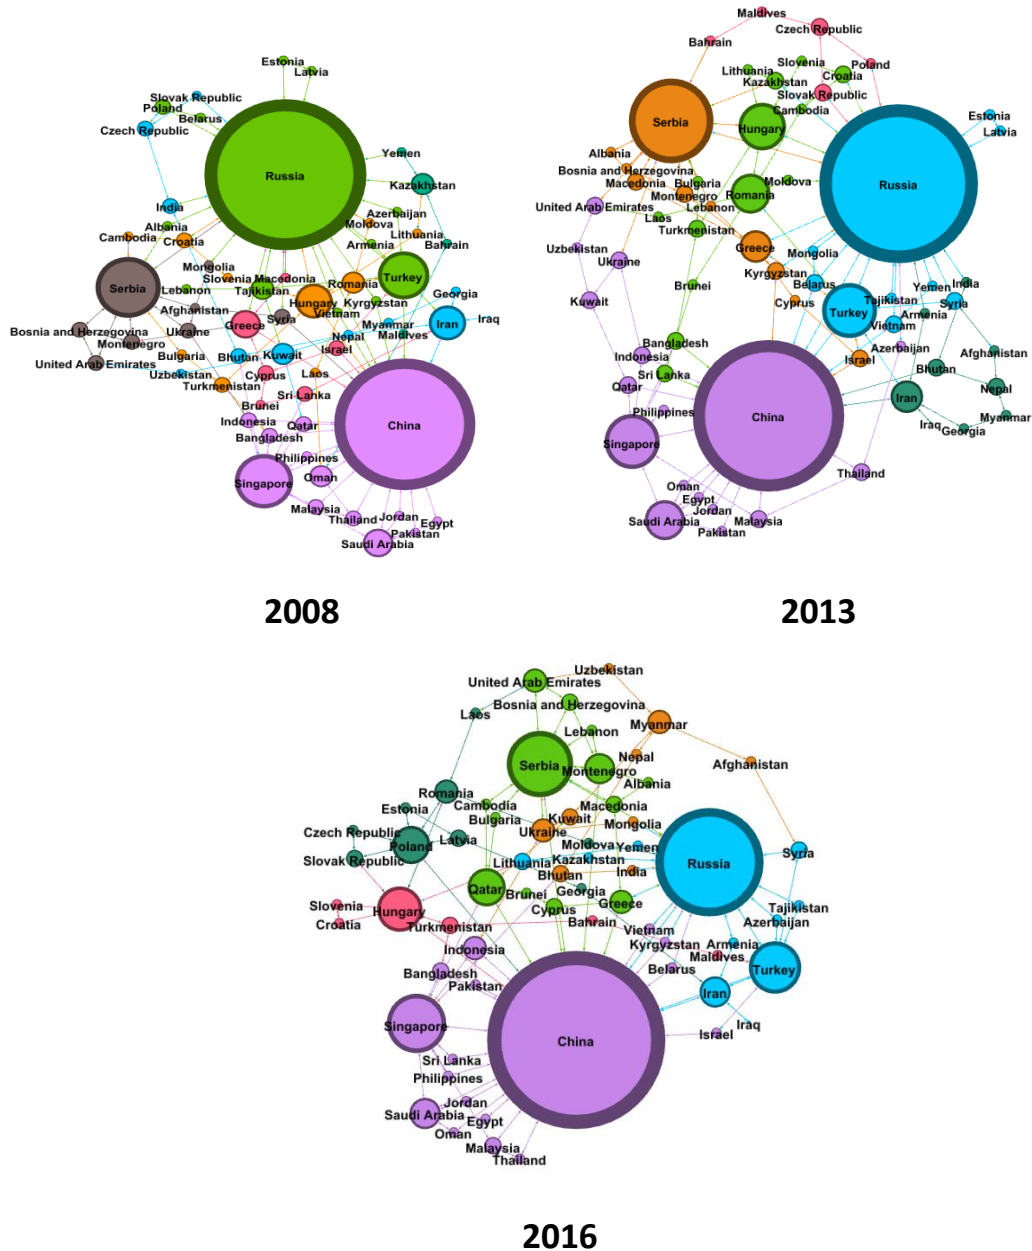 Estonia
Latvia
Slovak Republic
Poland
Belarus
Czech Republic
Russia
Yemen
Kazakhstan
India
Albania
Azerbaijan
Moldova
Lithuania
Cambodia
Croatia
Armenia
Bahrain
Mongolia
Slovenia
Macedonia
Turkey
Serbia
Lebanon
Tajikistan
Romania
Georgia
Hungary
Kyrgyzstan
Afghanistan
Vietnam
Syria
Iran
Iraq
Bosnia and Herzegovina
Ukraine
Greece
Myanmar
Maldives
Nepal
Montenegro
Israel
Bulgaria
Bhutan
Kuwait
United Arab Emirates
Uzbekistan
Cyprus
Laos
Turkmenistan
Sri Lanka
Brunei
Indonesia
Qatar
China
Bangladesh
Philippines
Singapore
Oman
Malaysia
Thailand
Jordan
Egypt
Pakistan
Saudi Arabia
2008
Maldives
Czech Republic
Bahrain
Slovenia
Poland
Lithuania
Kazakhstan
Croatia
Slovak Republic
Cambodia
Serbia
Hungary
Estonia
Latvia
Albania
Bosnia and Herzegovina
Macedonia
Bulgaria
Moldova
Russia
Montenegro
Romania
United Arab Emirates
Lebanon
Laos
Turkmenistan
Uzbekistan
Greece
Mongolia
Ukraine
Kyrgyzstan
Belarus
Brunei
Yemen
India
Kuwait
Cyprus
Tajikistan
Syria
Turkey
Armenia
Vietnam
Bangladesh
Azerbaijan
Indonesia
Israel
Afghanistan
Sri Lanka
Bhutan
Qatar
Nepal
Iran
Philippines
China
Myanmar
Iraq
Georgia
Singapore
Thailand
Oman
Egypt
Jordan
Saudi Arabia
Malaysia
Pakistan
2013
Uzbekistan
United Arab Emirates
Bosnia and Herzegovina
Laos
Myanmar
Lebanon
Nepal
Serbia
Montenegro
Afghanistan
Albania
Romania
Cambodia
Macedonia
Estonia
Bulgaria
Kuwait
Mongolia
Czech Republic
Ukraine
Latvia
Moldova
Yemen
Poland
Slovak Republic
Lithuania
Kazakhstan
Russia
Syria
Bhutan
India
Qatar
Brunei
Georgia
Slovenia
Hungary
Cyprus
Greece
Tajikistan
Croatia
Turkmenistan
Bahrain
Azerbaijan
Vietnam
Indonesia
Kyrgyzstan
Armenia
Maldives
Bangladesh
Belarus
Turkey
Pakistan
Iran
Singapore
Iraq
China
Israel
Sri Lanka
Philippines
Jordan
Saudi Arabia
Egypt
Oman
Malaysia
Thailand
2016